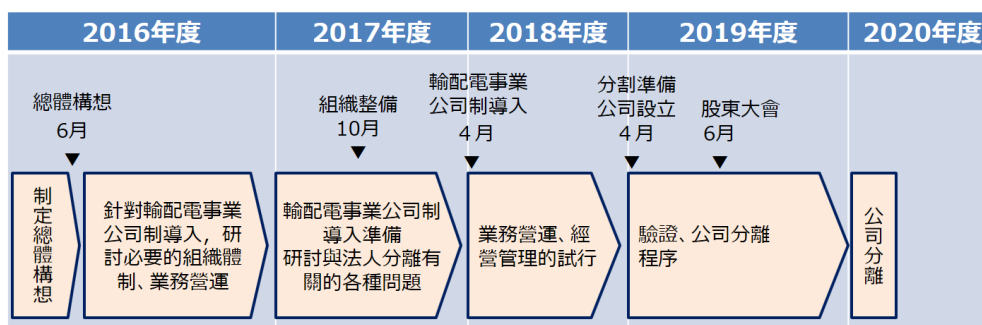 2016年度
2017年度
2018年度
2019年度
2020年度
總體構想
6月
組織整備
10月
輸配電事業
公司制導入
4月
分割準備
公司設立
4月
股東大會
6月
制定總體構想
針對輸配電事業
公司制導入，研
討必要的組織體
制、業務營運
輸配電事業公司制
導入準備
研討與法人分離有
關的各種問題
業務營運、經
營管理的試行
驗證、公司分離
程序
公司分離